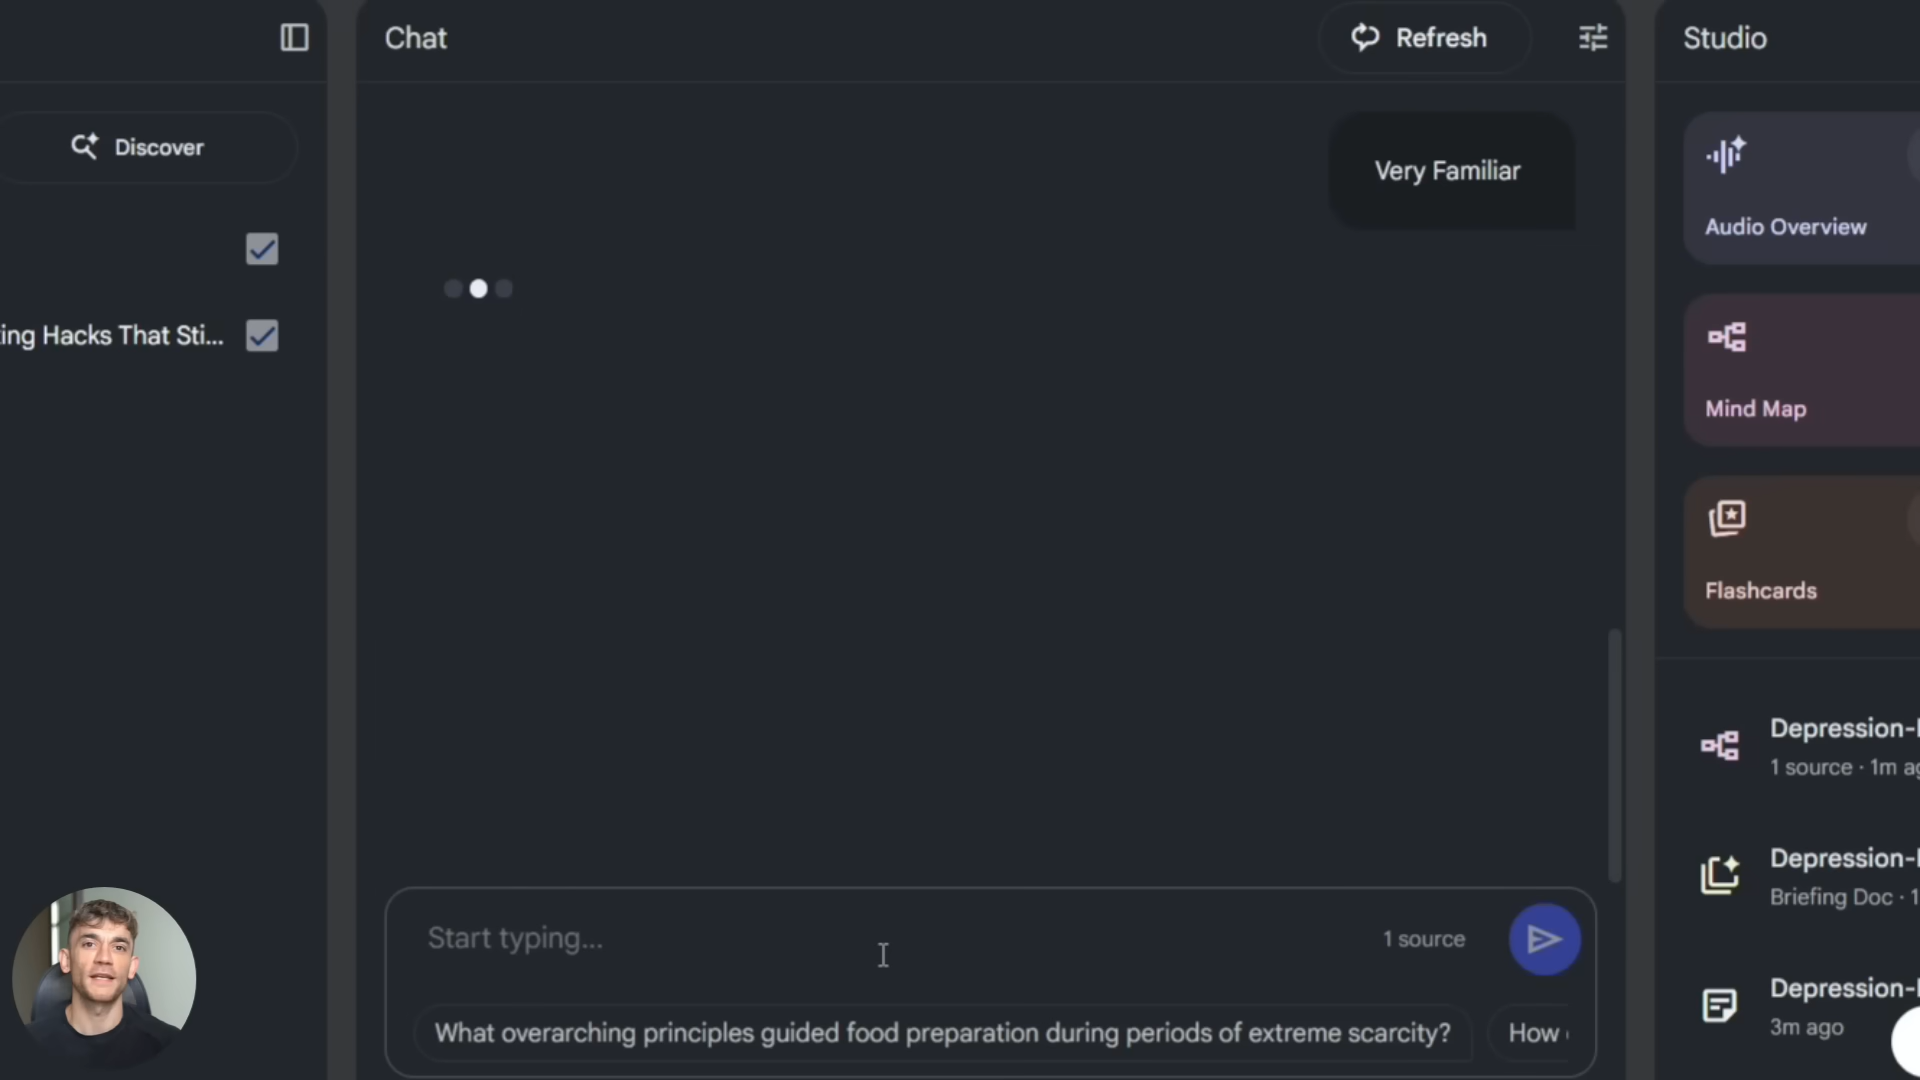 Chat
Refresh
Studio
Discover
Very Familiar
Audio Overview
ing Hacks That Sti...
Mind Map
Flashcards
Depression-
1 source · 1m ag
Depression-
Briefing Doc · 1
Start typing...
1 source
Depression-
3m ago
What overarching principles guided food preparation during periods of extreme scarcity?
How